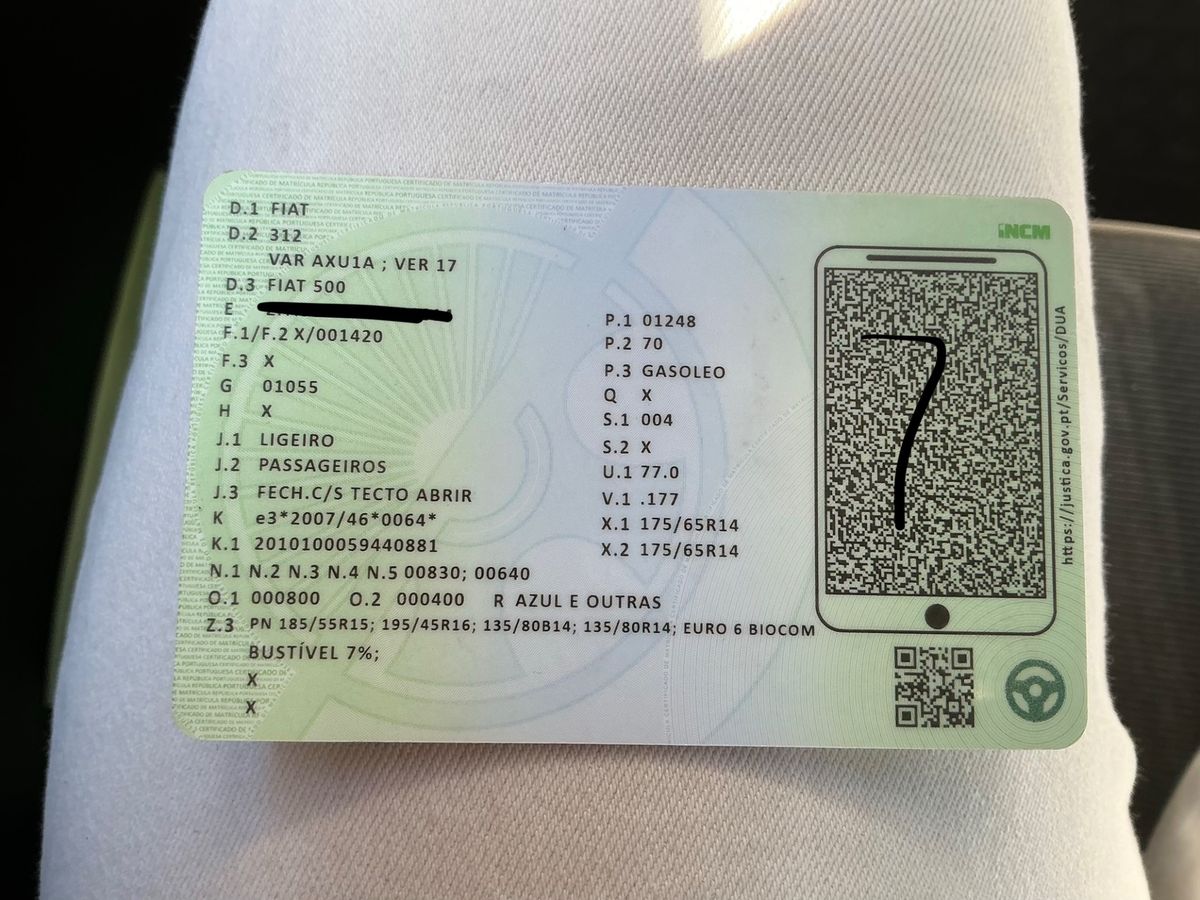 D.1 FIAT
D.2 312
VAR AXU1A ; VER 17
D.3 FIAT 500
E
F.1/F.2 X/001420
F.3 X
G 01055
H X
J.1 LIGEIRO
J.2 PASSAGEIROS
J.3 FECH.C/S TECTO ABRIR
K e3*2007/46*0064*
K.1 2010100059440881
N.1 N.2 N.3 N.4 N.5 00830; 00640
O.1 000800 O.2 000400 R AZUL E OUTRAS
Z.3 PN 185/55R15; 195/45R16; 135/80B14; 135/80R14; EURO 6 BIOCOM
BUSTÍVEL 7%;
X
X
P.1 01248
P.2 70
P.3 GASOLEO
Q X
S.1 004
S.2 X
U.1 77.0
V.1 .177
X.1 175/65R14
X.2 175/65R14
INCM
https://justica.gov.pt/Servicos/DUA